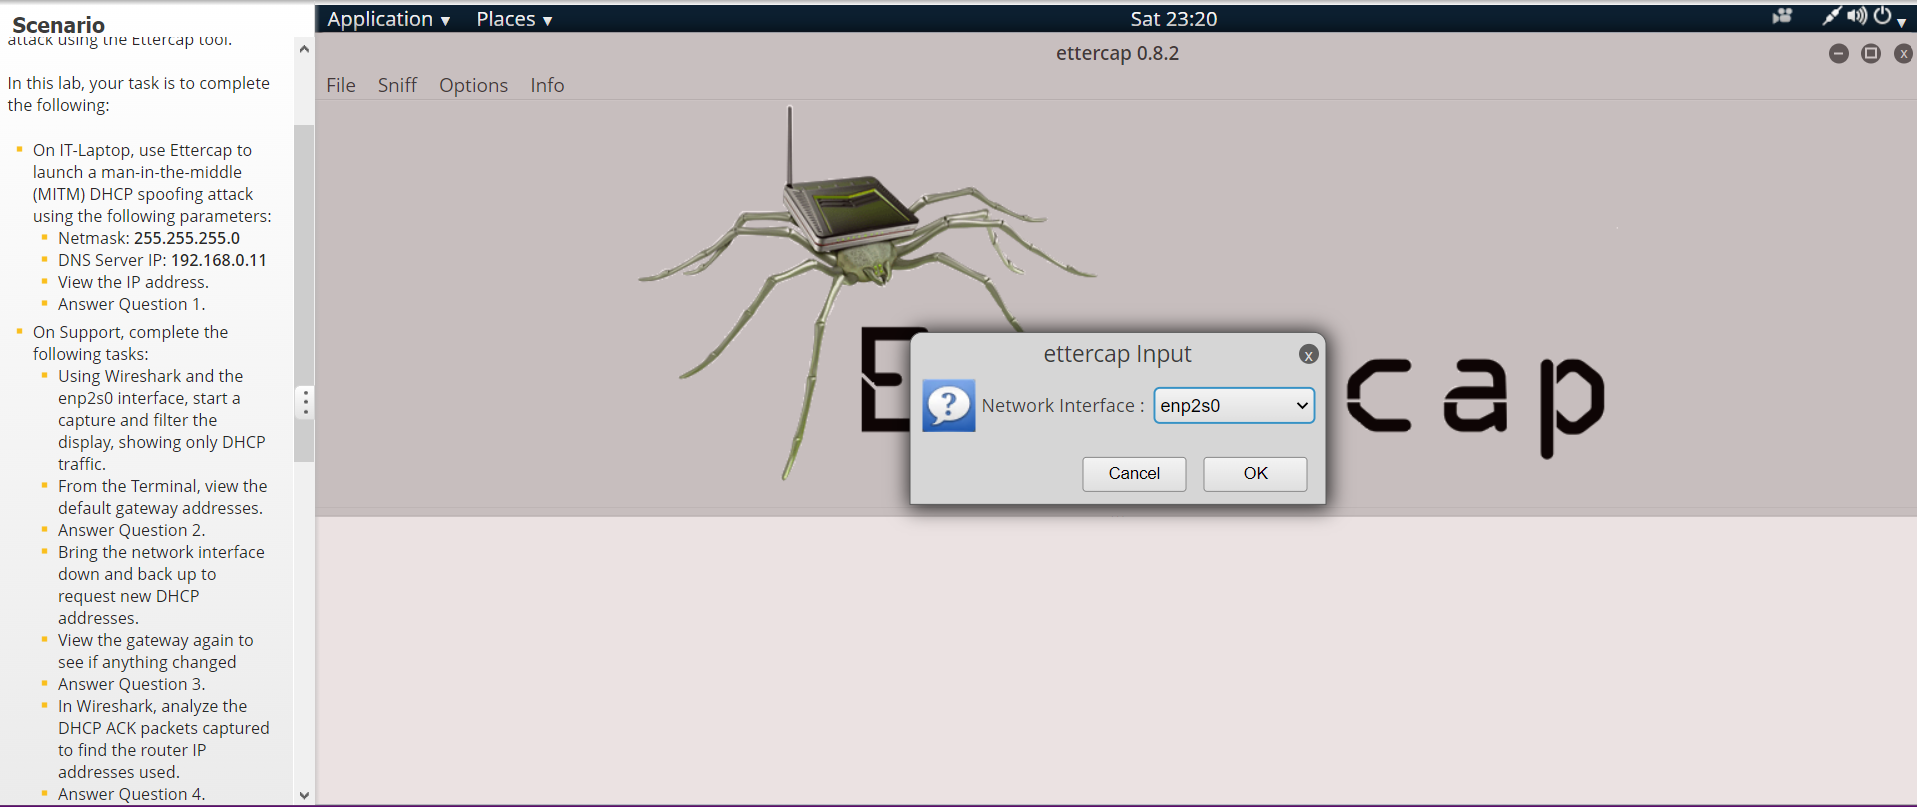 Scenario
attack using the Ettercap tool.
In this lab, your task is to complete
the following:
On IT-Laptop, use Ettercap to
launch a man-in-the-middle
(MITM) DHCP spoofing attack
using the following parameters:
Netmask: 255.255.255.0
DNS Server IP: 192.168.0.11
View the IP address.
Answer Question 1.
On Support, complete the
following tasks:
Using Wireshark and the
enp2s0 interface, start a
capture and filter the
display, showing only DHCP
traffic.
From the Terminal, view the
default gateway addresses.
Answer Question 2.
Bring the network interface
down and back up to
request new DHCP
addresses.
View the gateway again to
see if anything changed
Answer Question 3.
In Wireshark, analyze the
DHCP ACK packets captured
to find the router IP
addresses used.
Answer Question 4.
Application Places Sat 23:20
ettercap 0.8.2
File Sniff Options Info
E cap
ettercap Input
Network Interface : enp2s0
Cancel OK